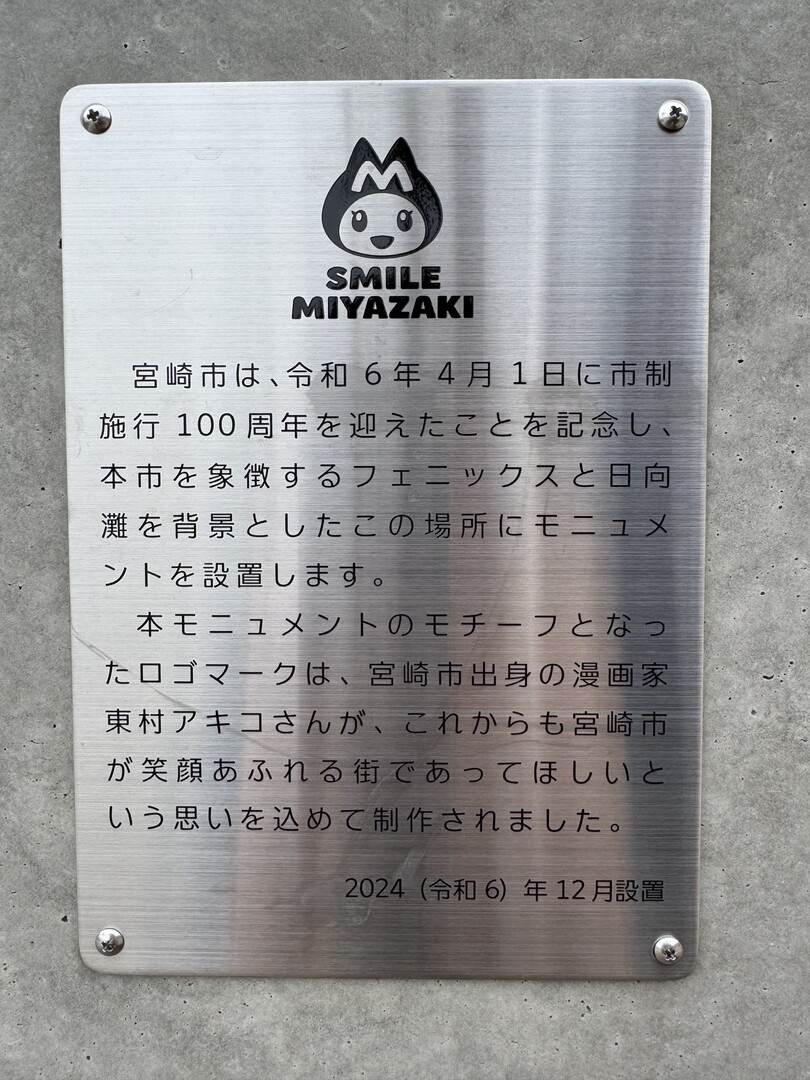 M
SMILE
MIYAZAKI
宮崎市は、令和6年4月1日に市制
施行100周年を迎えたことを記念し、
本市を象徴するフェニックスと日向
灘を背景としたこの場所にモニュメ
ントを設置します。
本モニュメントのモチーフとなっ
たロゴマークは、宮崎市出身の漫画家
東村アキコさんが、これからも宮崎市
が笑顔あふれる街であってほしいと
いう思いを込めて制作されました。
2024（令和6）年12月設置